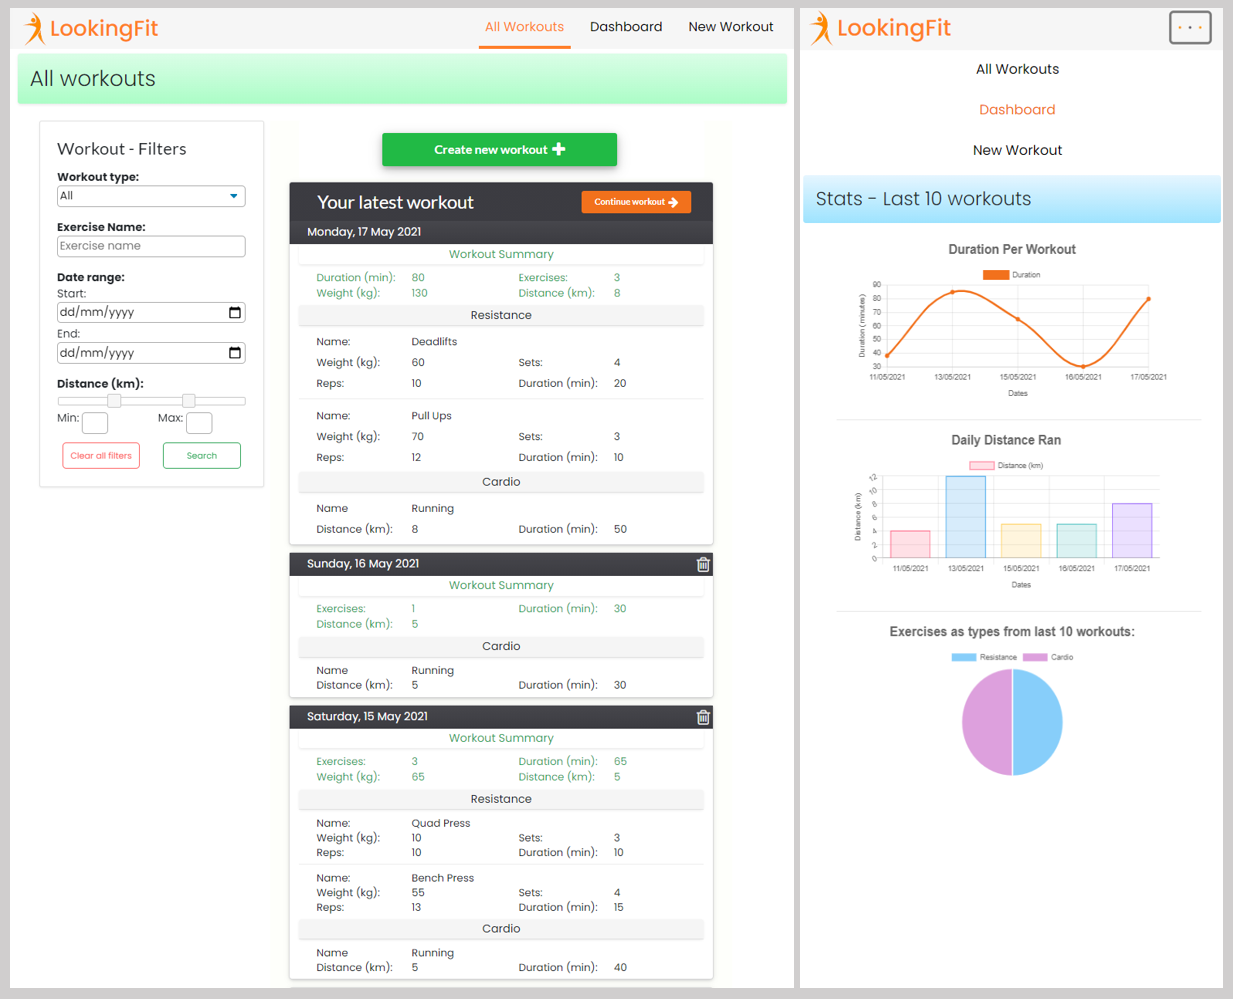 LookingFit
All Workouts Dashboard New Workout
All workouts
Workout - Filters
Workout type:
All
Exercise Name:
Exercise name
Date range:
Start:
dd/mm/yyyy
End:
dd/mm/yyyy
Distance (km):
Min: Max:
Clear all filters Search
Create new workout
Your latest workout Continue workout
Monday, 17 May 2021
Workout Summary
Duration (min): 80 Exercises: 3
Weight (kg): 130 Distance (km): 8
Resistance
Name: Deadlifts
Weight (kg): 60 Sets: 4
Reps: 10 Duration (min): 20
Name: Pull Ups
Weight (kg): 70 Sets: 3
Reps: 12 Duration (min): 10
Cardio
Name Running
Distance (km): 8 Duration (min): 50
Sunday, 16 May 2021
Workout Summary
Exercises: 1 Duration (min): 30
Distance (km): 5
Cardio
Name Running
Distance (km): 5 Duration (min): 30
Saturday, 15 May 2021
Workout Summary
Exercises: 3 Duration (min): 65
Weight (kg): 65 Distance (km): 5
Resistance
Name: Quad Press
Weight (kg): 10 Sets: 3
Reps: 10 Duration (min): 10
Name: Bench Press
Weight (kg): 55 Sets: 4
Reps: 13 Duration (min): 15
Cardio
Name Running
Distance (km): 5 Duration (min): 40
LookingFit
All Workouts
Dashboard
New Workout
Stats - Last 10 workouts
Duration Per Workout
Duration
Duration (minutes)
90
80
70
60
50
40
30
11/05/2021 13/05/2021 15/05/2021 16/05/2021 17/05/2021
Dates
Daily Distance Ran
Distance (km)
Distance (km)
12
10
8
6
4
2
0
11/05/2021 13/05/2021 15/05/2021 16/05/2021 17/05/2021
Dates
Exercises as types from last 10 workouts:
Resistance Cardio